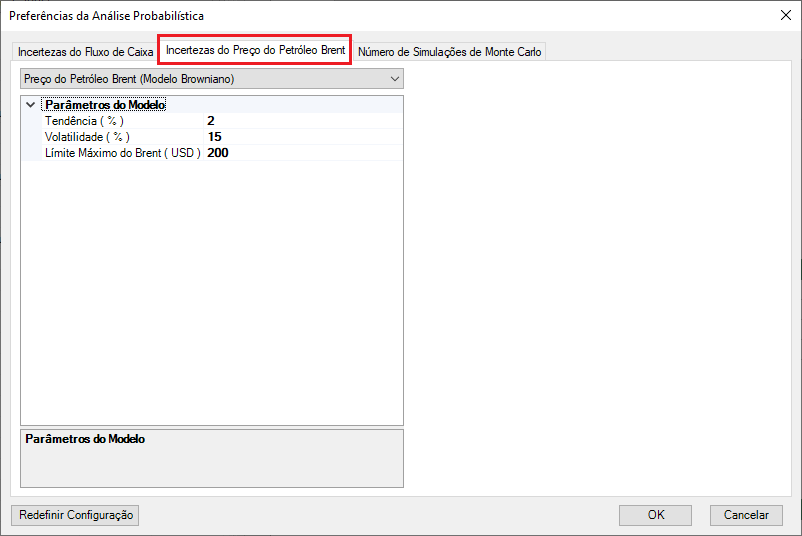 Preferências da Análise Probabilística
Incertezas do Fluxo de Caixa Incertezas do Preço do Petróleo Brent Número de Simulações de Monte Carlo
Preço do Petróleo Brent (Modelo Browniano)
Parâmetros do Modelo
Tendência ( % ) 2
Volatilidade ( % ) 15
Límite Máximo do Brent ( USD ) 200
Parâmetros do Modelo
Redefinir Configuração OK Cancelar